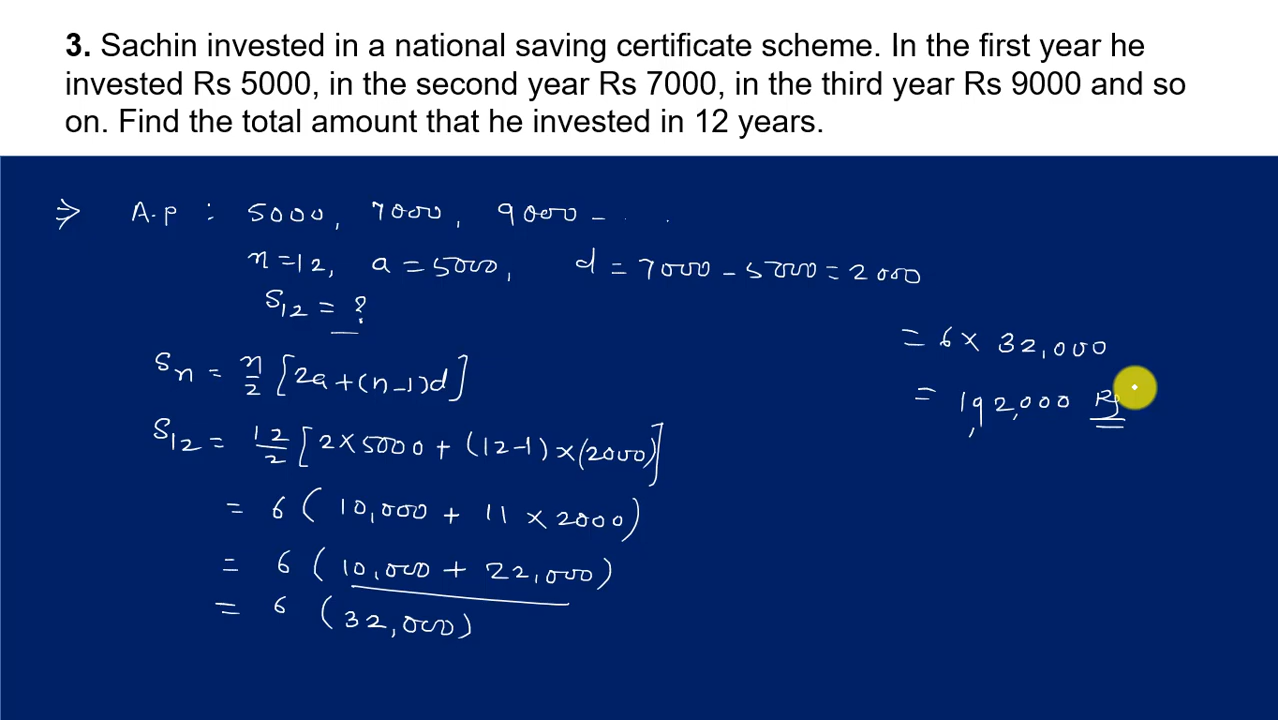 3. Sachin invested in a national saving certificate scheme. In the first year he
invested Rs 5000, in the second year Rs 7000, in the third year Rs 9000 and so
on. Find the total amount that he invested in 12 years.
⇒ A.p : 5000, 7000, 9000 - . . .
n = 12, a = 5000, d = 7000 - 5000 = 2000
S₁₂ = ?
Sₙ = n/2 [2a + (n-1)d]
S₁₂ = 12/2 [2 × 5000 + (12-1) × (2000)]
= 6 (10,000 + 11 × 2000)
= 6 (10,000 + 22,000)
= 6 (32,000)
= 6 × 32,000
= 1,92,000 Rs